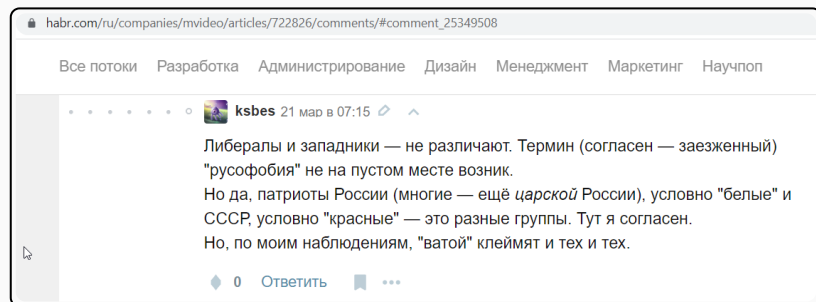 habr.com/ru/companies/mvideo/articles/722826/comments/#comment_25349508
Все потоки Разработка Администрирование Дизайн Менеджмент Маркетинг Научпоп
ksbes 21 мар в 07:15
Либералы и западники — не различают. Термин (согласен — заезженный)
"русофобия" не на пустом месте возник.
Но да, патриоты России (многие — ещё царской России), условно "белые" и
СССР, условно "красные" — это разные группы. Тут я согласен.
Но, по моим наблюдениям, "ватой" клеймят и тех и тех.
0 Ответить